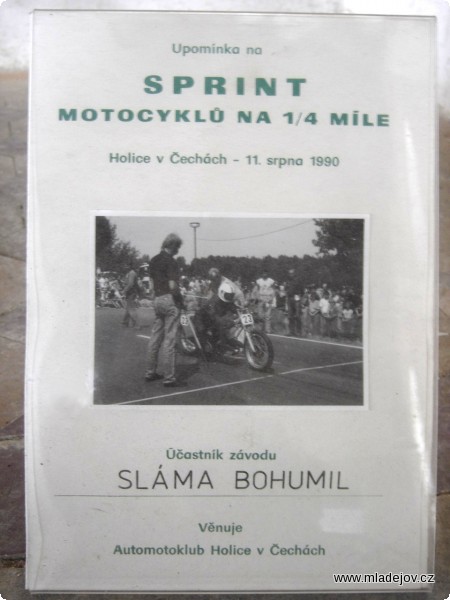 Upomínka na
SPRINT
MOTOCYKLŮ NA 1/4 MÍLE
Holice v Čechách - 11. srpna 1990
23
Účastník závodu
SLÁMA BOHUMIL
Věnuje
Automotoklub Holice v Čechách
www.mladejov.cz